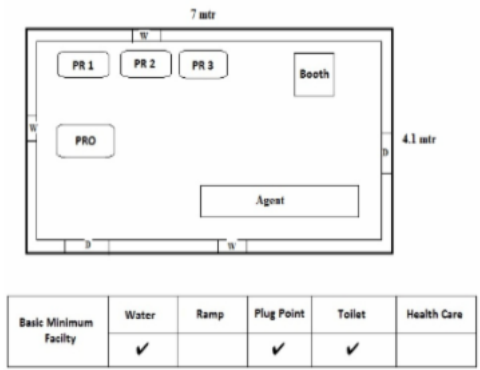 7 mtr
W
PR 1 PR 2 PR 3 Booth
W
PRO
D
4.1 mtr
Agent
D W
Basic Minimum Facilty Water Ramp Plug Point Toilet Health Care
✔ ✔ ✔